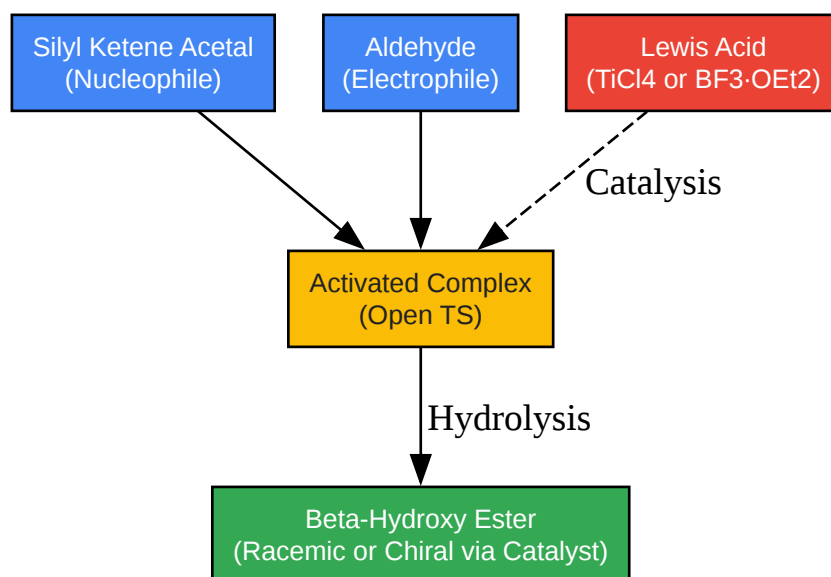 Silyl Ketene Acetal
(Nucleophile)
Aldehyde
(Electrophile)
Lewis Acid
(TiCl4 or BF3·OEt2)
Catalysis
Activated Complex
(Open TS)
Hydrolysis
Beta-Hydroxy Ester
(Racemic or Chiral via Catalyst)